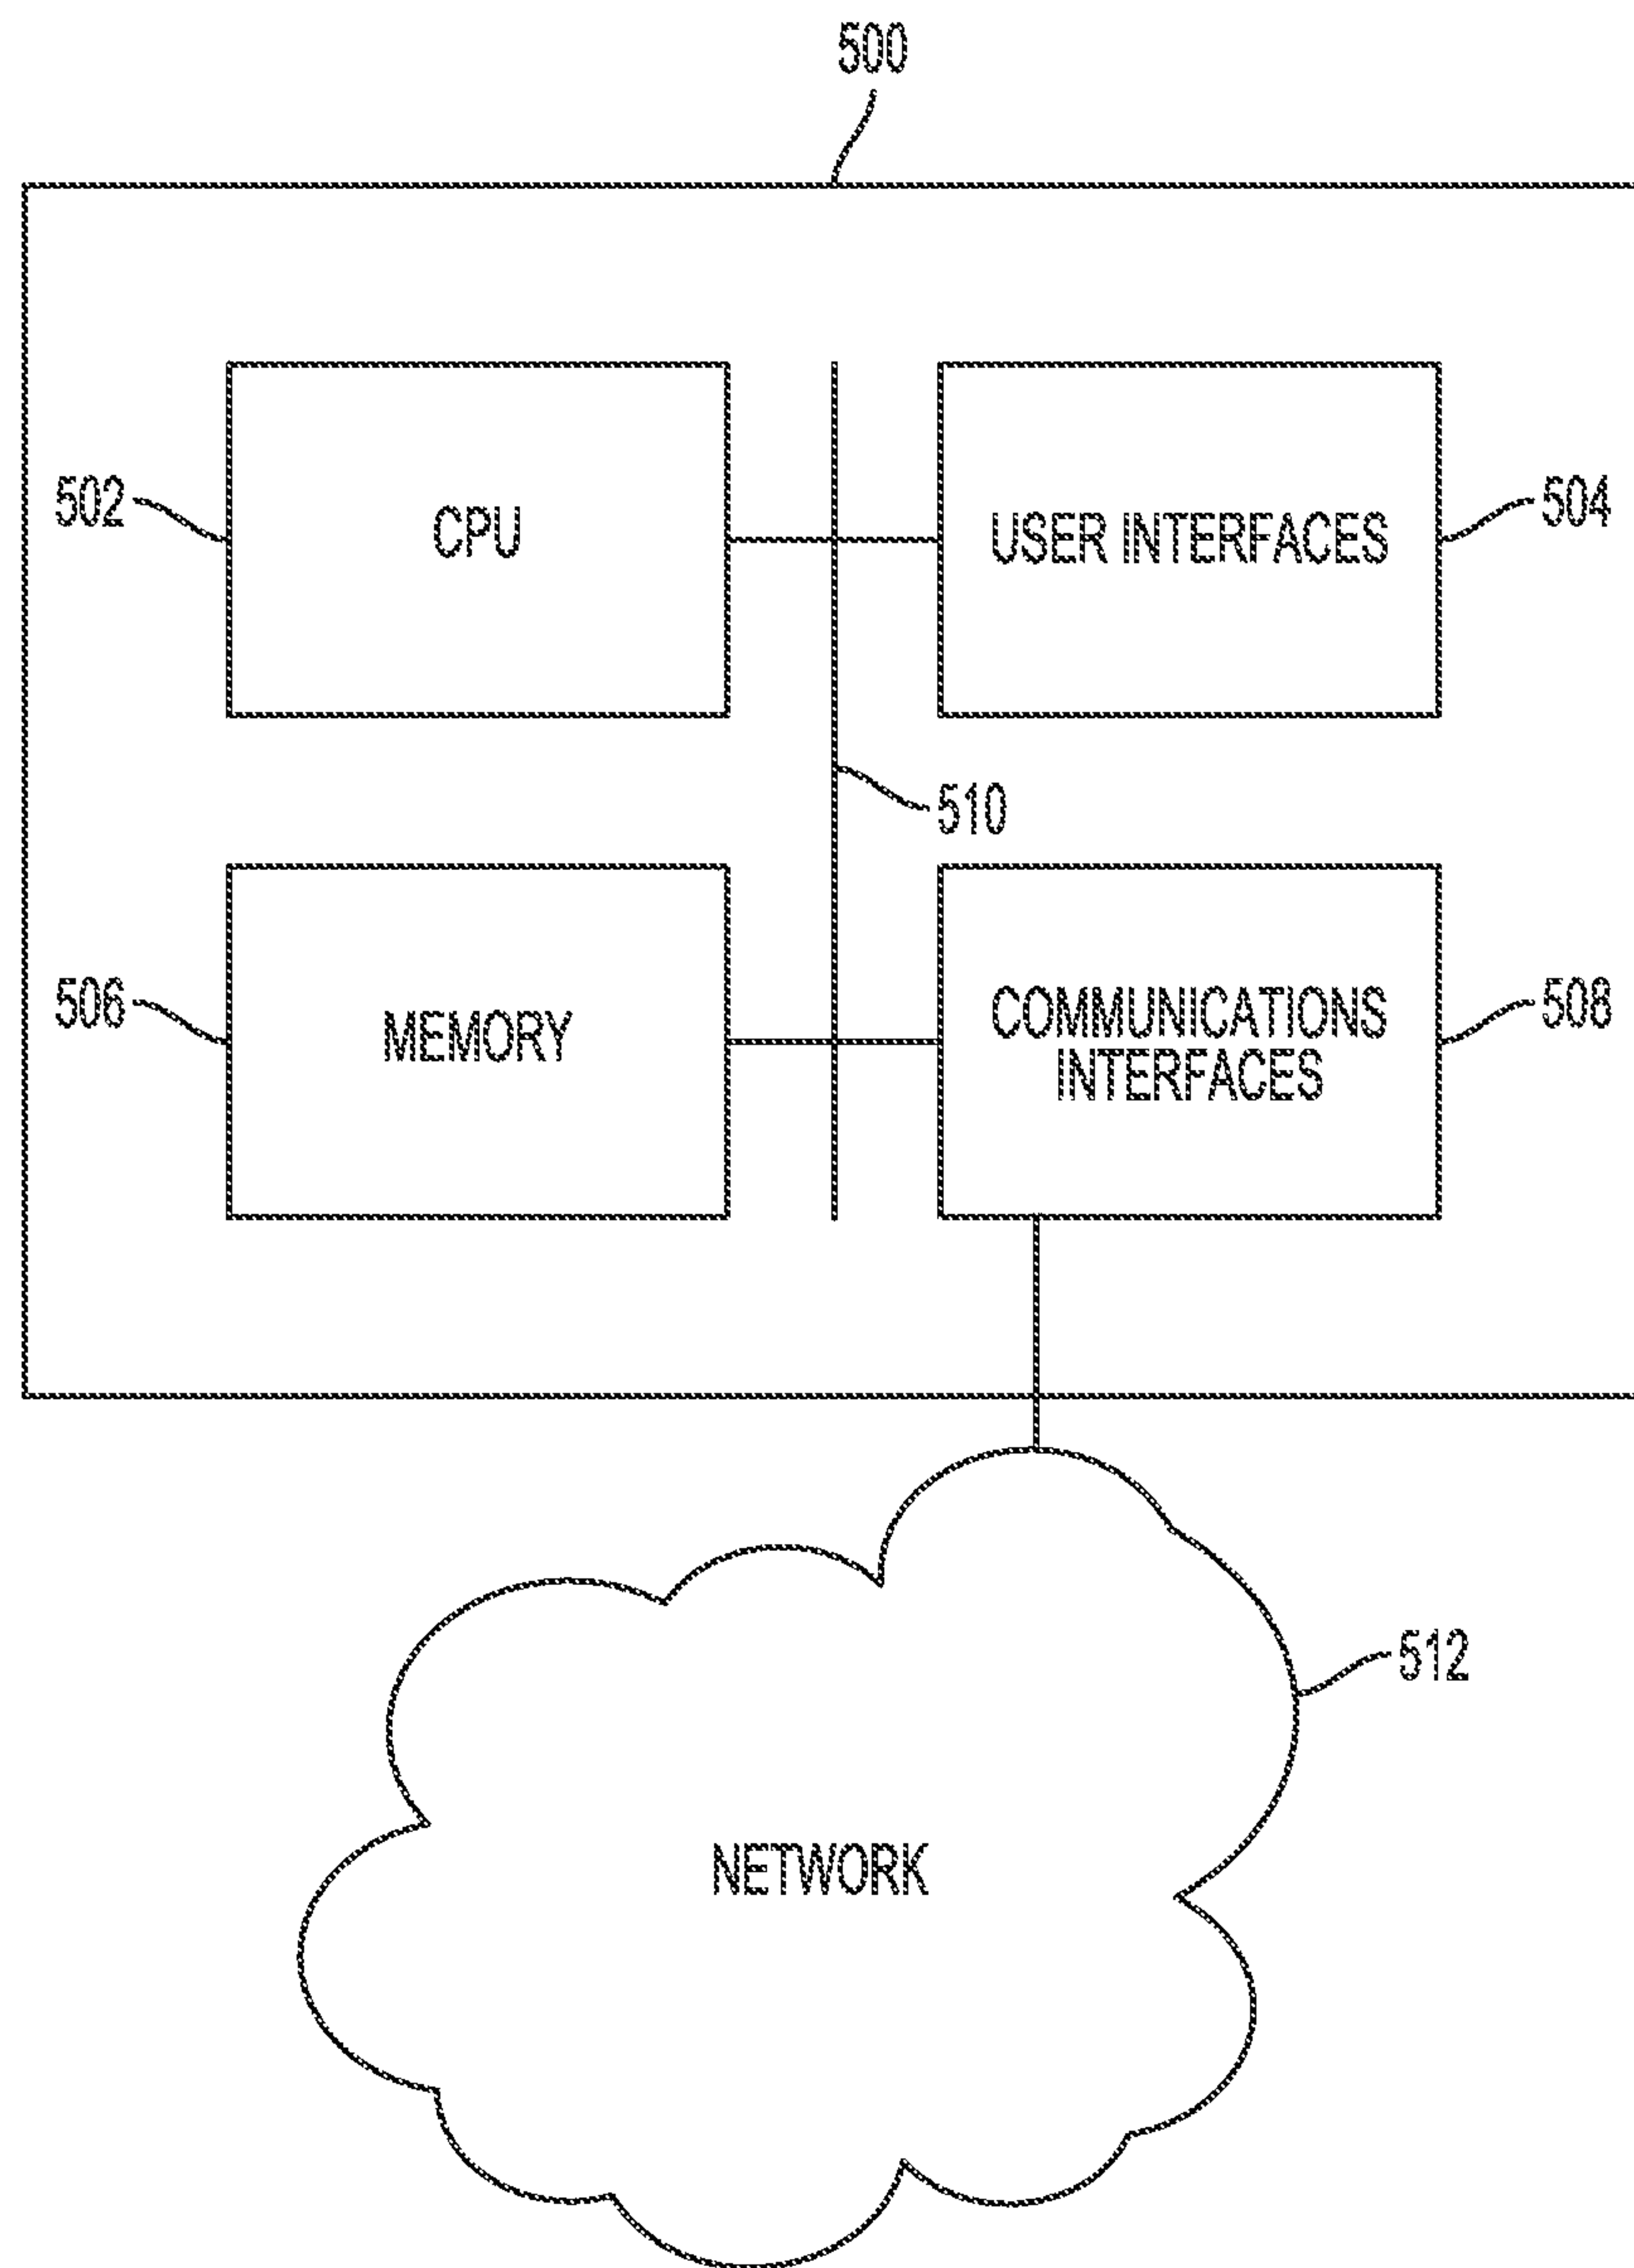 500
502
CPU
USER INTERFACES
504
510
506
MEMORY
COMMUNICATIONS
INTERFACES
508
512
NETWORK